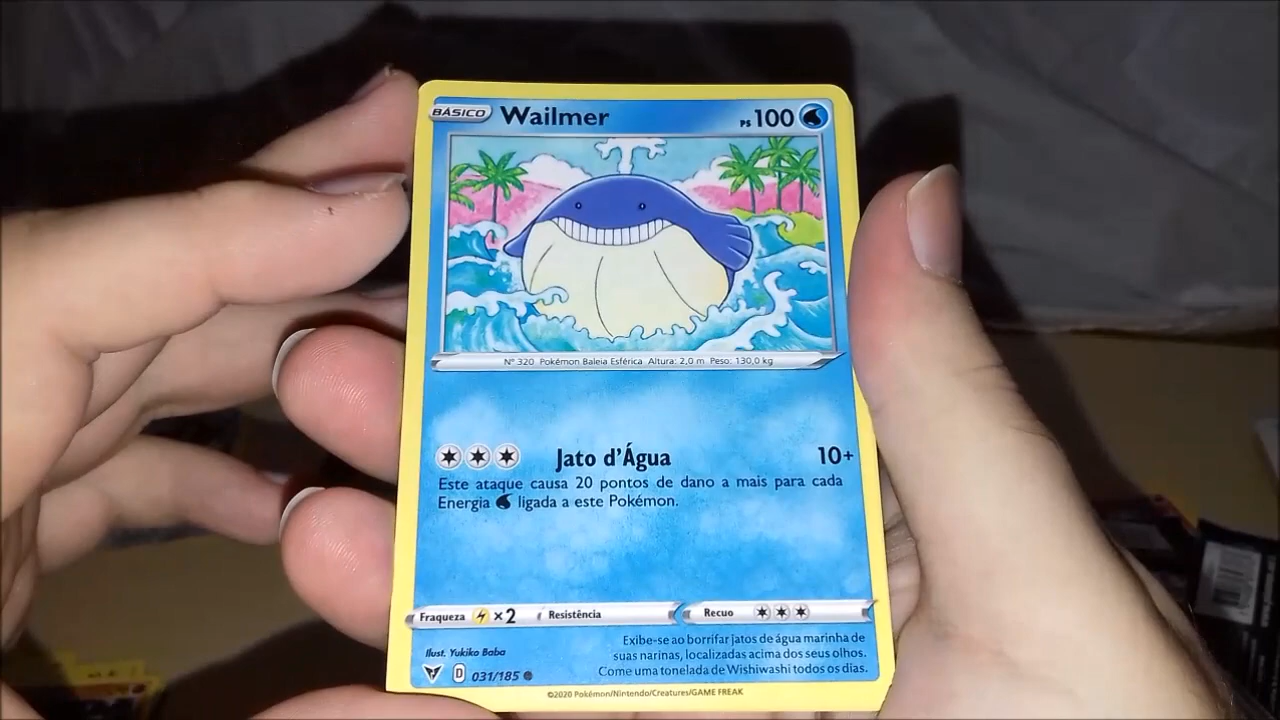 BÁSICO Wailmer PS 100
Nº 320 Pokémon Baleia Esférica Altura: 2,0 m Peso: 130,0 kg
Jato d'Água 10+
Este ataque causa 20 pontos de dano a mais para cada
Energia ligada a este Pokémon.
Fraqueza ×2 Resistência Recuo
Exibe-se ao borrifar jatos de água marinha de
suas narinas, localizadas acima dos seus olhos.
Come uma tonelada de Wishiwashi todos os dias.
Ilust. Yukiko Baba
D 031/185
©2020 Pokémon/Nintendo/Creatures/GAME FREAK